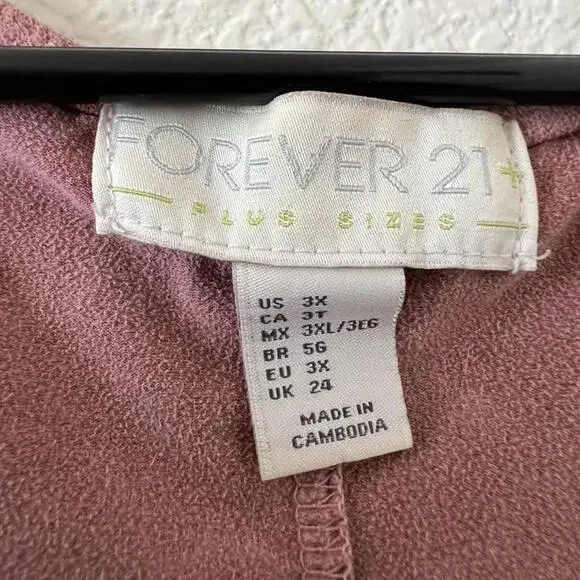 FOREVER 21+
PLUS SIZES
US 3X
CA 3T
MX 3XL/3EG
BR 5G
EU 3X
UK 24
MADE IN
CAMBODIA